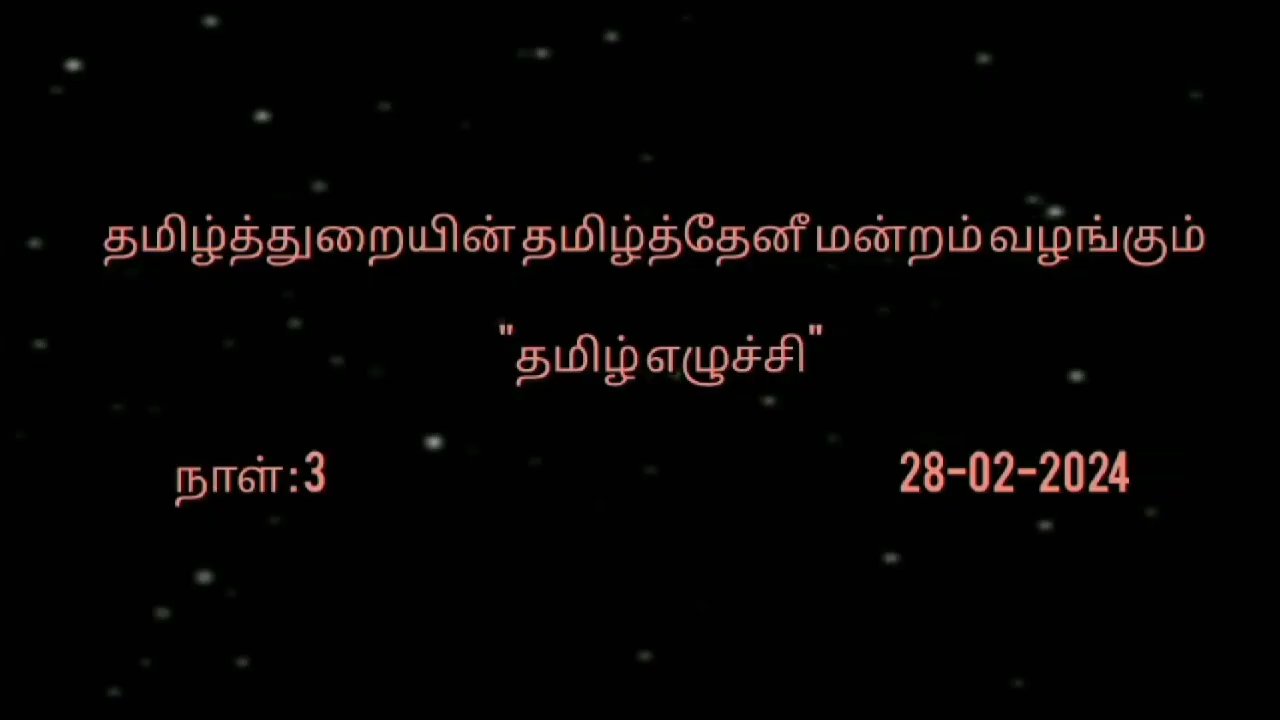 தமிழ்த்துறையின் தமிழ்த்தேனீ மன்றம் வழங்கும்
"தமிழ் எழுச்சி"
நாள் : 3 28-02-2024